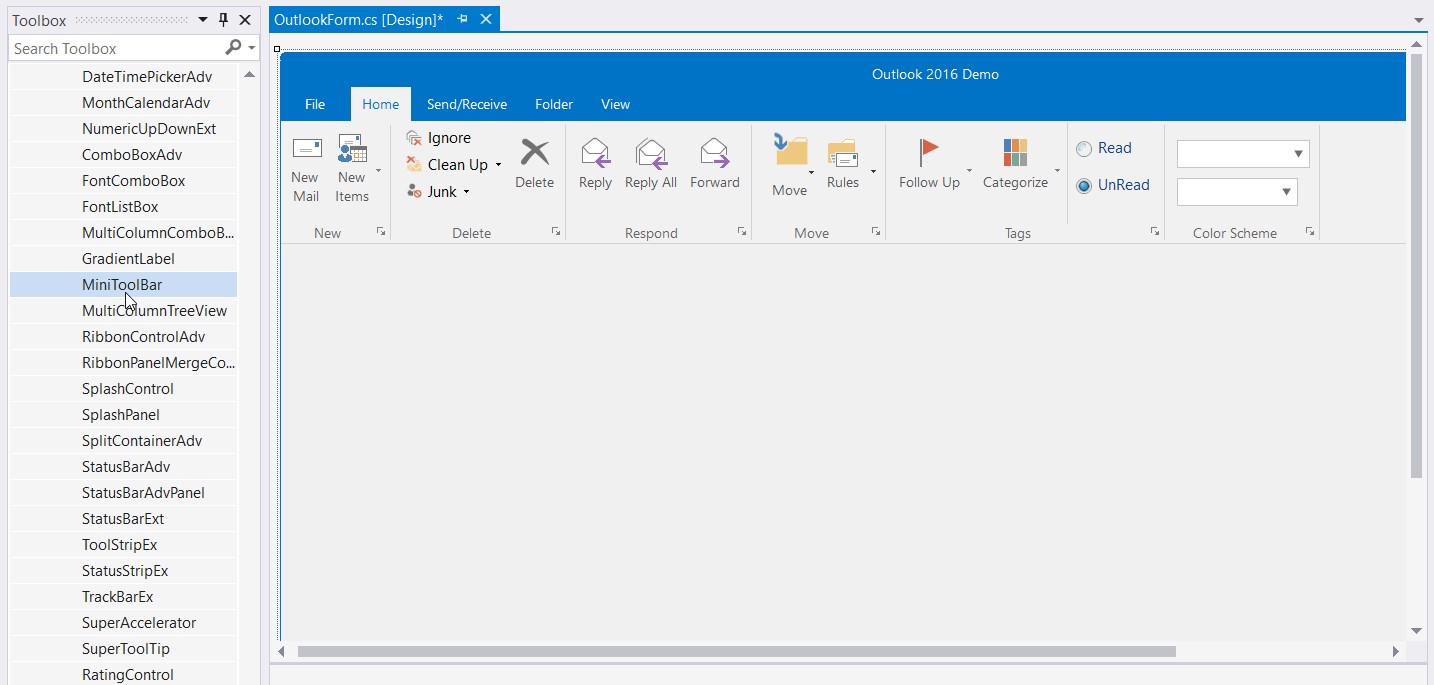 Toolbox
Search Toolbox
DateTimePickerAdv
MonthCalendarAdv
NumericUpDownExt
ComboBoxAdv
FontComboBox
FontListBox
MultiColumnComboB...
GradientLabel
MiniToolBar
MultiColumnTreeView
RibbonControlAdv
RibbonPanelMergeCo...
SplashControl
SplashPanel
SplitContainerAdv
StatusBarAdv
StatusBarAdvPanel
StatusBarExt
ToolStripEx
StatusStripEx
TrackBarEx
SuperAccelerator
SuperToolTip
RatingControl
OutlookForm.cs [Design]*
Outlook 2016 Demo
File Home Send/Receive Folder View
New Mail
New Items
New
Ignore
Clean Up
Junk
Delete
Delete
Reply
Reply All
Forward
Respond
Move
Rules
Move
Follow Up
Categorize
Read
UnRead
Tags
Color Scheme